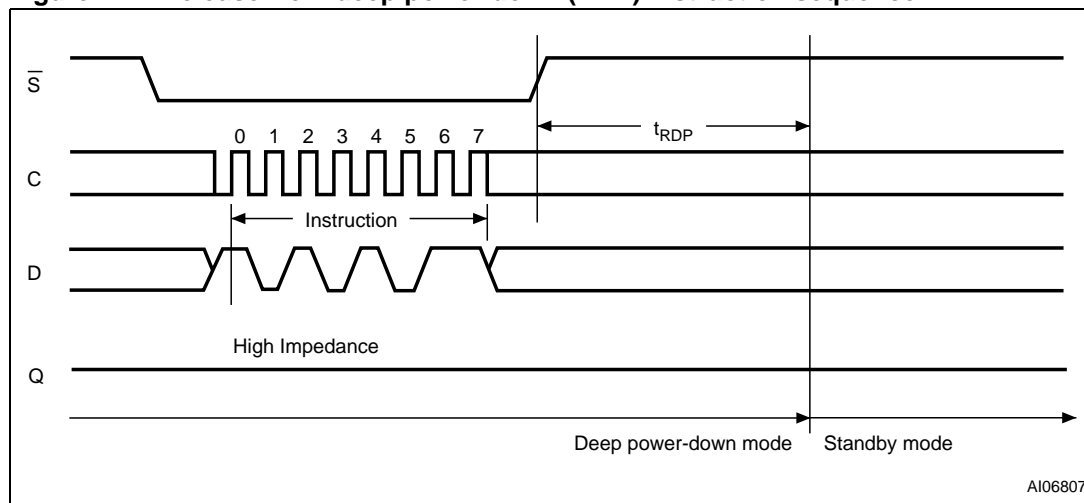 S
0 1 2 3 4 5 6 7
tRDP
C
Instruction
D
High Impedance
Q
Deep power-down mode Standby mode
AI06807